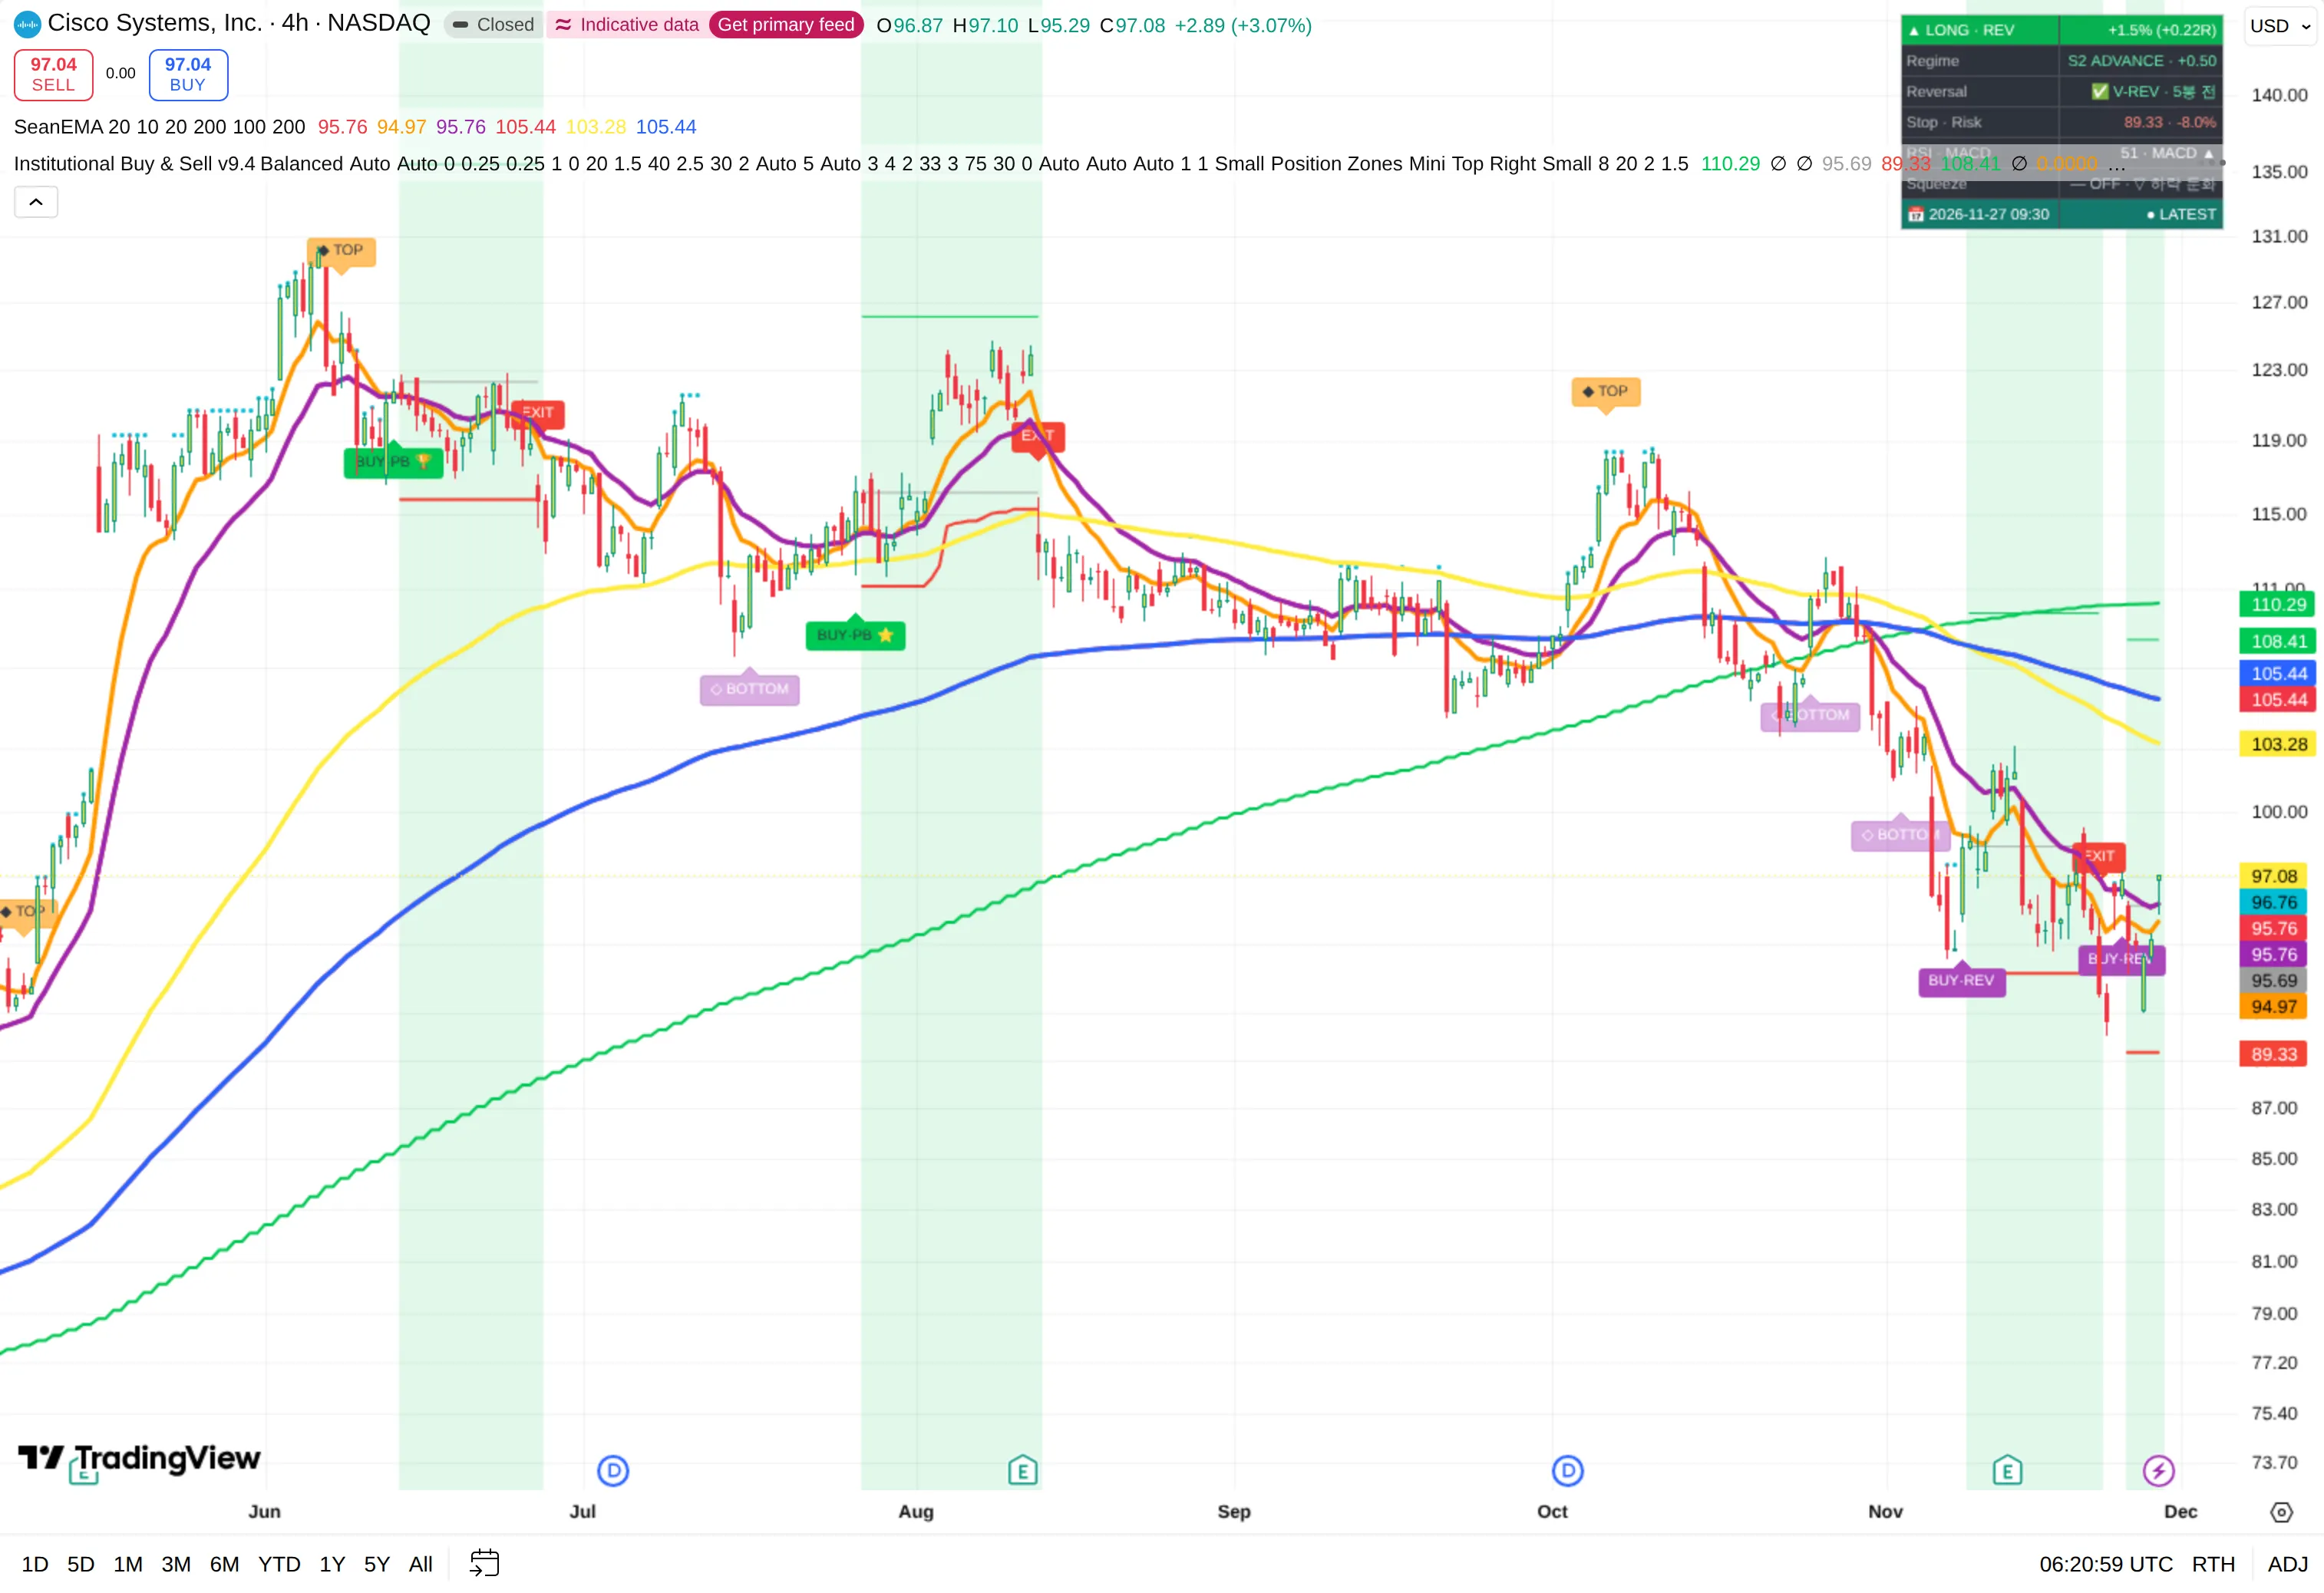 Cisco Systems, Inc. · 4h · NASDAQ Closed Indicative data Get primary feed O96.87 H97.10 L95.29 C97.08 +2.89 (+3.07%)
USD
97.04 SELL 0.00 97.04 BUY
SeanEMA 20 10 20 200 100 200 95.76 94.97 95.76 105.44 103.28 105.44
Institutional Buy & Sell v9.4 Balanced Auto Auto 0 0.25 0.25 1 0 20 1.5 40 2.5 30 2 Auto 5 Auto 3 4 2 33 3 75 30 0 Auto Auto Auto 1 1 Small Position Zones Mini Top Right Small 8 20 2 1.5 110.29 ∅ ∅ 95.69 89.33 108.41 ∅ 0.0000 …
▲ LONG · REV +1.5% (+0.22R)
Regime S2 ADVANCE · +0.50
Reversal ✅ V-REV · 5봉 전
Stop · Risk 89.33 · -8.0%
RSI · MACD 51 · MACD ▲
Squeeze — OFF · ▽ 하락 둔화
📅 2026-11-27 09:30 ● LATEST
◆ TOP
EXIT
BUY-PB 🏆
EXIT
BUY-PB ⭐
◇ BOTTOM
◆ TOP
◇ BOTTOM
◇ BOTTOM
◆ TOP
EXIT
BUY-REV
BUY-REV
140.00
135.00
131.00
127.00
123.00
119.00
115.00
111.00
110.29
108.41
105.44
105.44
103.28
100.00
97.08
96.76
95.76
95.76
95.69
94.97
89.33
87.00
85.00
83.00
81.00
79.00
77.20
75.40
73.70
TradingView
E D E D E
Jun Jul Aug Sep Oct Nov Dec
1D 5D 1M 3M 6M YTD 1Y 5Y All 06:20:59 UTC RTH ADJ